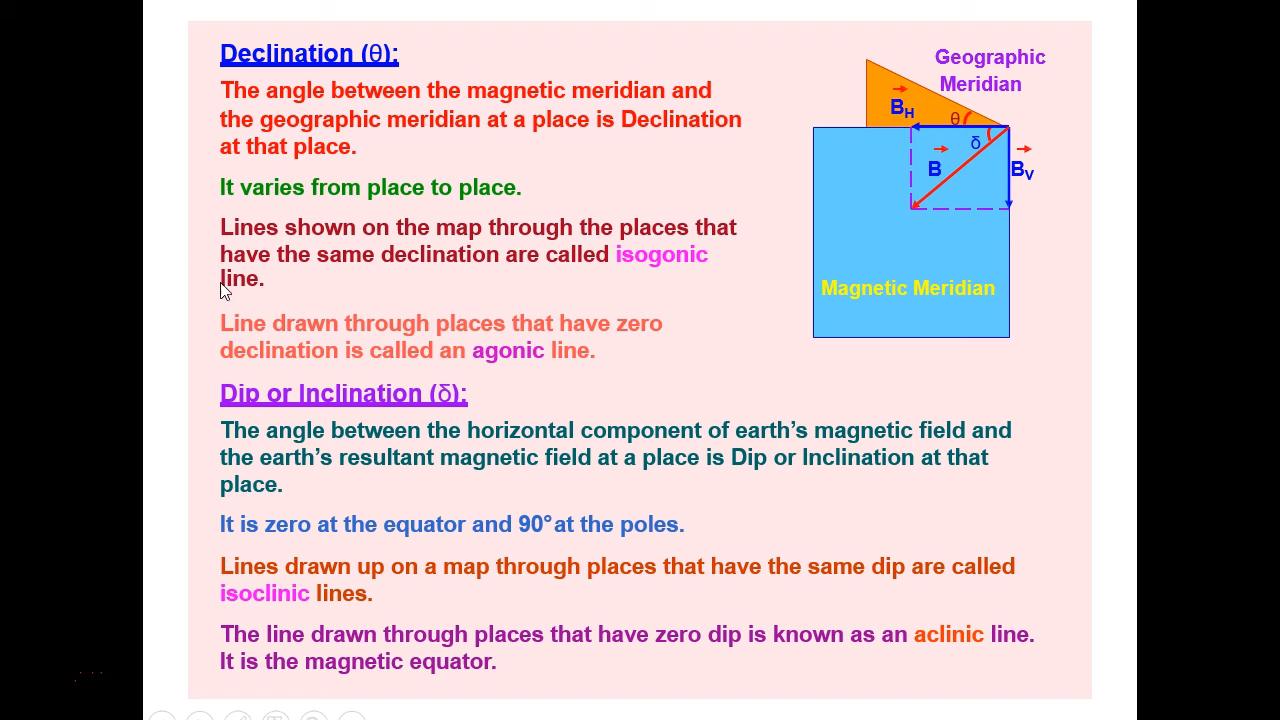 Declination (θ):
The angle between the magnetic meridian and
the geographic meridian at a place is Declination
at that place.
It varies from place to place.
Lines shown on the map through the places that
have the same declination are called isogonic
line.
Line drawn through places that have zero
declination is called an agonic line.
Geographic
Meridian
BH
θ
δ
B
BV
Magnetic Meridian
Dip or Inclination (δ):
The angle between the horizontal component of earth’s magnetic field and
the earth’s resultant magnetic field at a place is Dip or Inclination at that
place.
It is zero at the equator and 90° at the poles.
Lines drawn up on a map through places that have the same dip are called
isoclinic lines.
The line drawn through places that have zero dip is known as an aclinic line.
It is the magnetic equator.